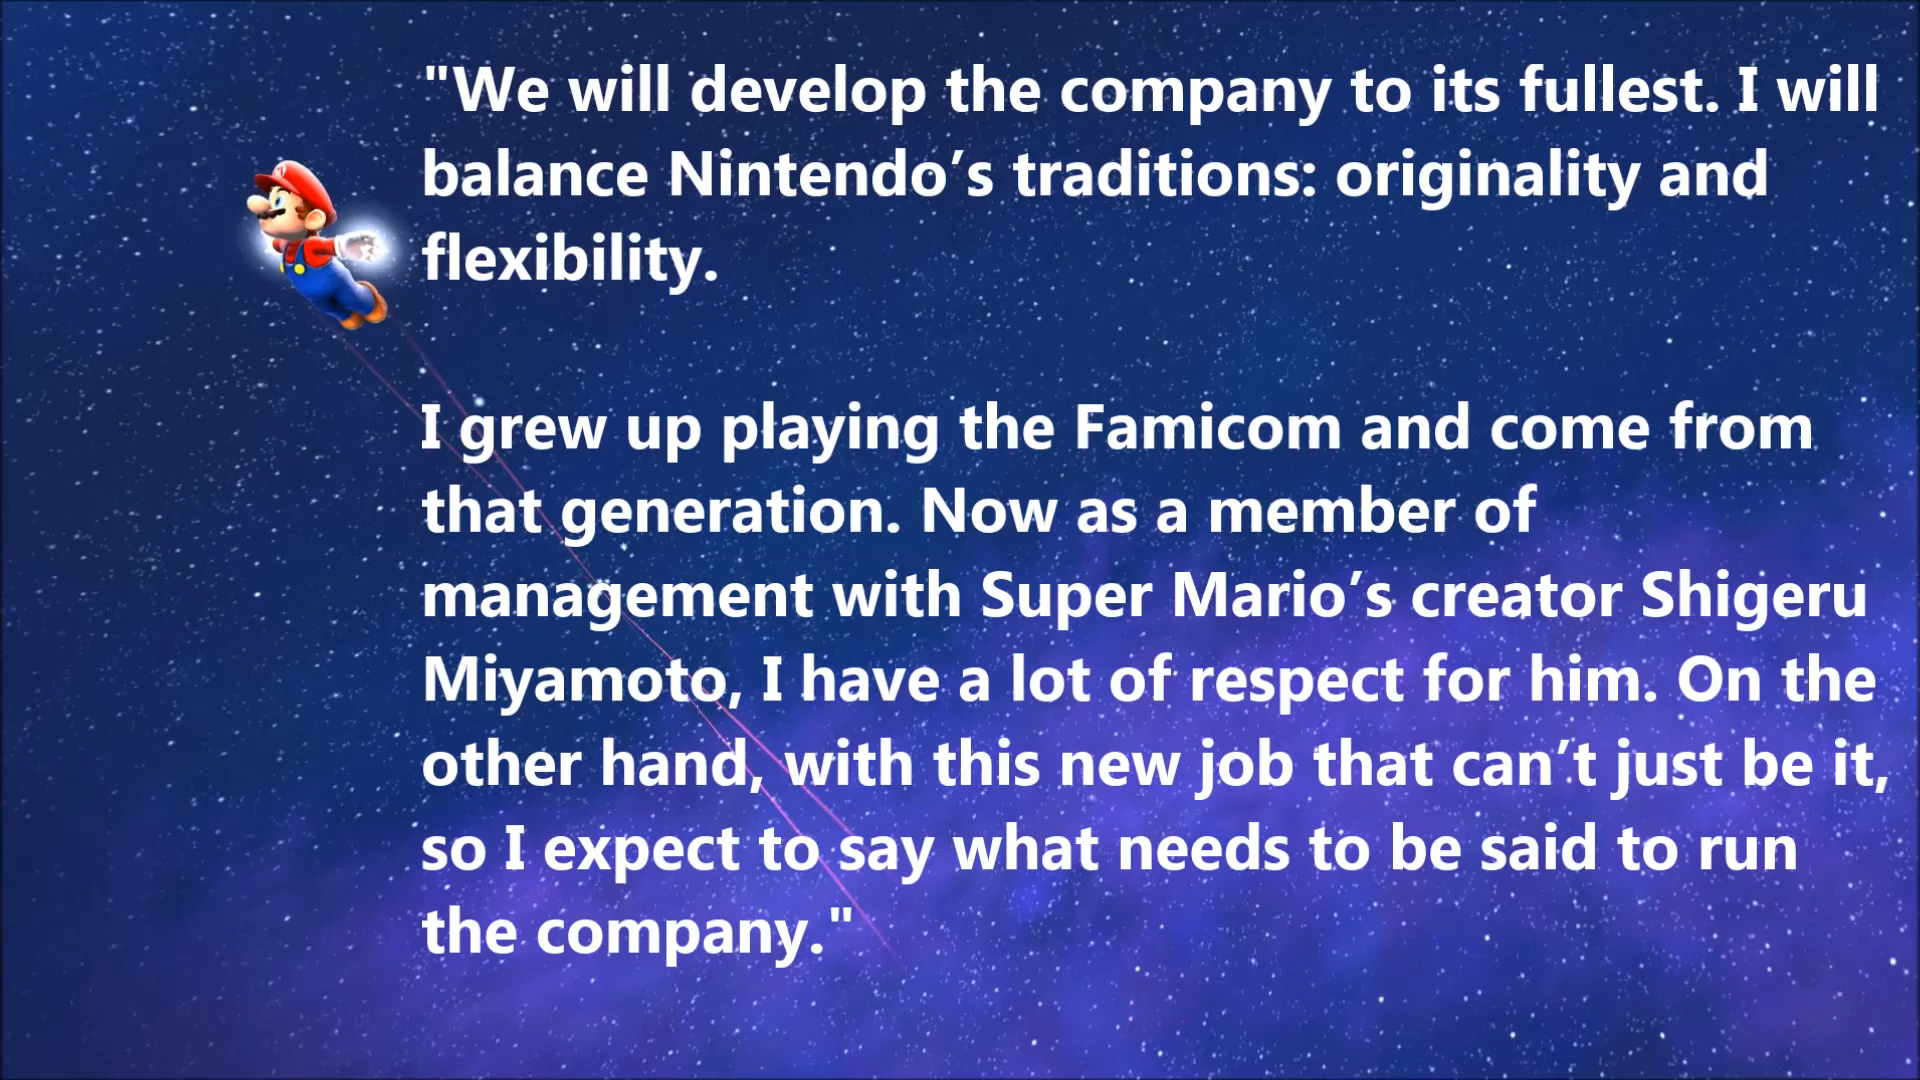 "We will develop the company to its fullest. I will
balance Nintendo’s traditions: originality and
flexibility.
I grew up playing the Famicom and come from
that generation. Now as a member of
management with Super Mario’s creator Shigeru
Miyamoto, I have a lot of respect for him. On the
other hand, with this new job that can’t just be it,
so I expect to say what needs to be said to run
the company."